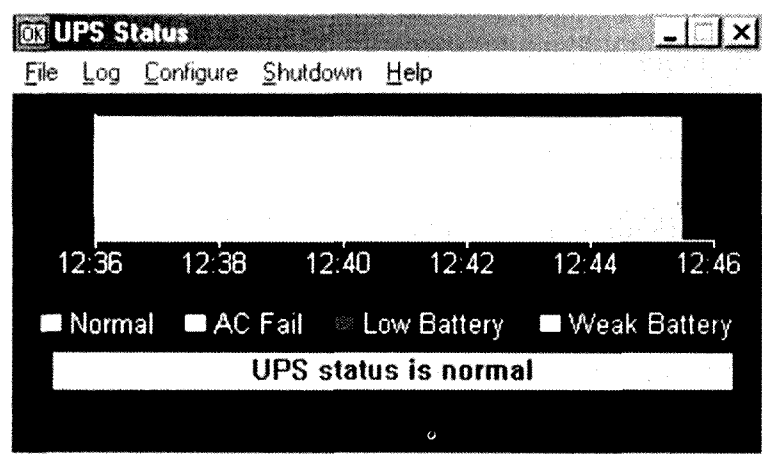 OK UPS Status
File Log Configure Shutdown Help
12:36 12:38 12:40 12:42 12:44 12:46
Normal AC Fail Low Battery Weak Battery
UPS status is normal